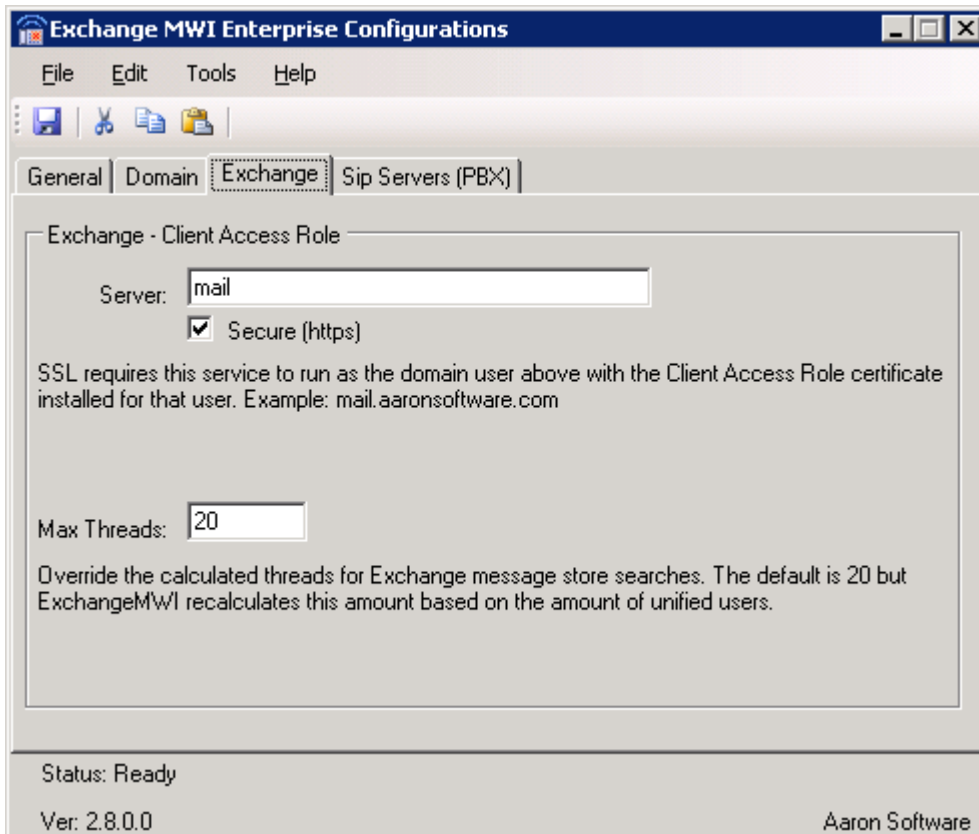 Exchange MWI Enterprise Configurations
File Edit Tools Help
General Domain Exchange Sip Servers (PBX)
Exchange - Client Access Role
Server: mail
Secure (https)
SSL requires this service to run as the domain user above with the Client Access Role certificate
installed for that user. Example: mail.aaronsoftware.com
Max Threads: 20
Override the calculated threads for Exchange message store searches. The default is 20 but
ExchangeMWI recalculates this amount based on the amount of unified users.
Status: Ready
Ver: 2.8.0.0 Aaron Software